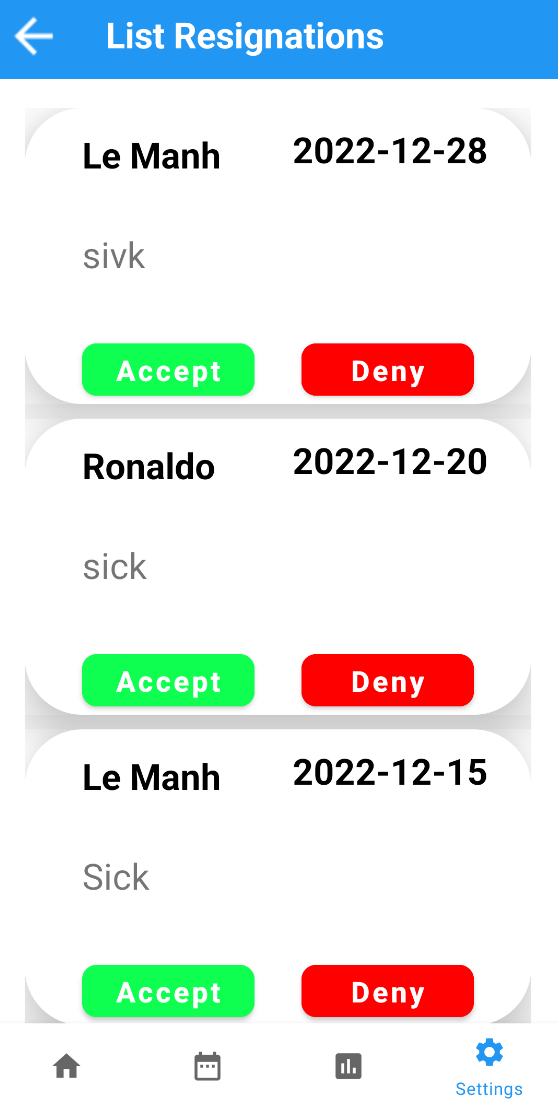 List Resignations
Le Manh 2022-12-28
sivk
Accept Deny
Ronaldo 2022-12-20
sick
Accept Deny
Le Manh 2022-12-15
Sick
Accept Deny
Settings